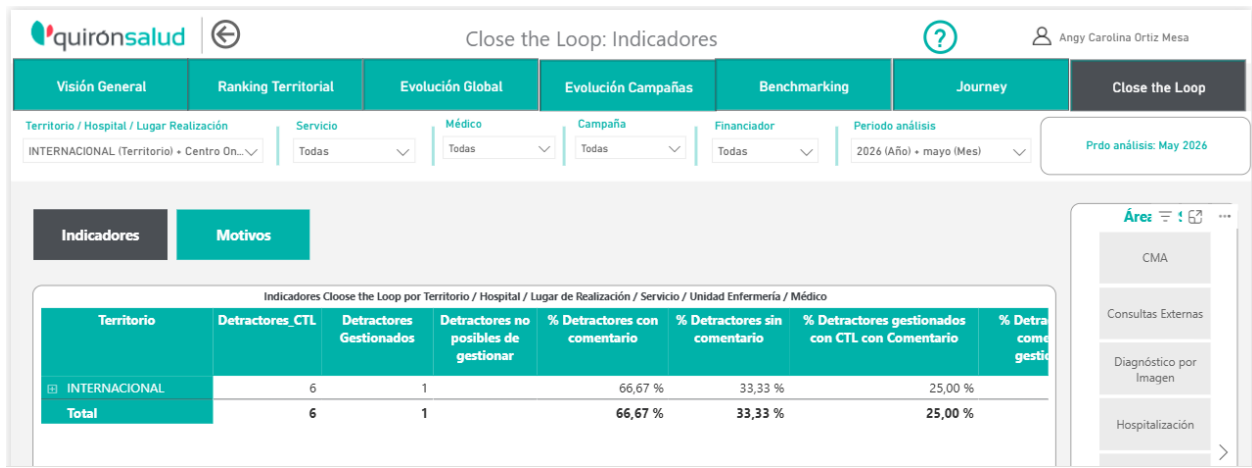 quirónsalud
Close the Loop: Indicadores
?
Angy Carolina Ortiz Mesa
Visión General
Ranking Territorial
Evolución Global
Evolución Campañas
Benchmarking
Journey
Close the Loop
Territorio / Hospital / Lugar Realización
Servicio
Médico
Campaña
Financiador
Periodo análisis
INTERNACIONAL (Territorio) + Centro On...
Todas
Todas
Todas
Todas
2026 (Año) + mayo (Mes)
Prdo análisis: May 2026
Indicadores
Motivos
Indicadores Cloose the Loop por Territorio / Hospital / Lugar de Realización / Servicio / Unidad Enfermería / Médico
Territorio
Detractores_CTL
Detractores
Gestionados
Detractores no
posibles de
gestionar
% Detractores con
comentario
% Detractores sin
comentario
% Detractores gestionados
con CTL con Comentario
% Detra
come
gestio
INTERNACIONAL 6 1 66,67 % 33,33 % 25,00 %
Total 6 1 66,67 % 33,33 % 25,00 %
Área
CMA
Consultas Externas
Diagnóstico por
Imagen
Hospitalización